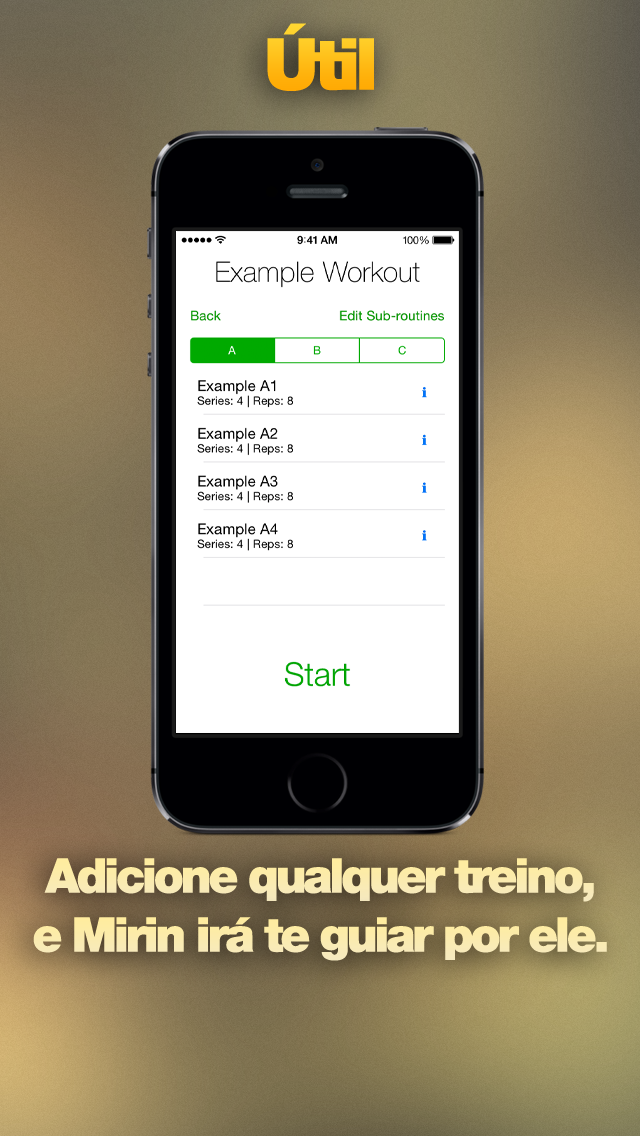 Útil
9:41 AM 100%
Example Workout
Back Edit Sub-routines
A B C
Example A1
Series: 4 | Reps: 8
Example A2
Series: 4 | Reps: 8
Example A3
Series: 4 | Reps: 8
Example A4
Series: 4 | Reps: 8
Start
Adicione qualquer treino,
e Mirin irá te guiar por ele.